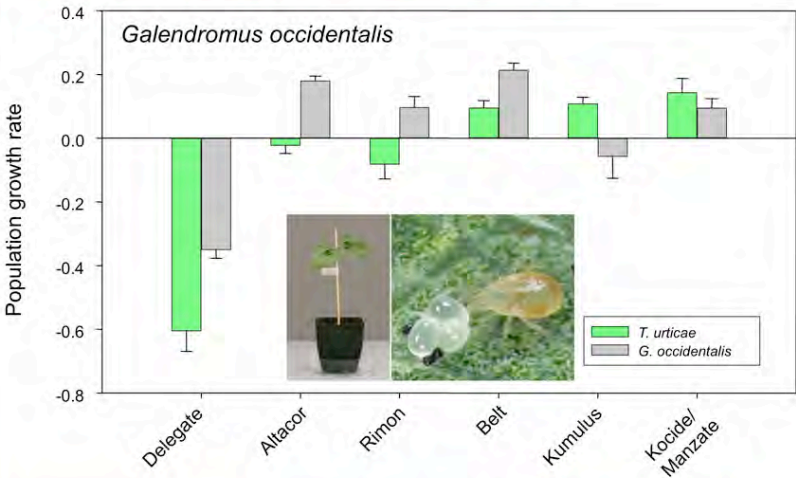 Galendromus occidentalis
Population growth rate
0.4
0.2
0.0
-0.2
-0.4
-0.6
-0.8
T. urticae
G. occidentalis
Delegate
Altacor
Rimon
Belt
Kumulus
Kocide/
Manzate